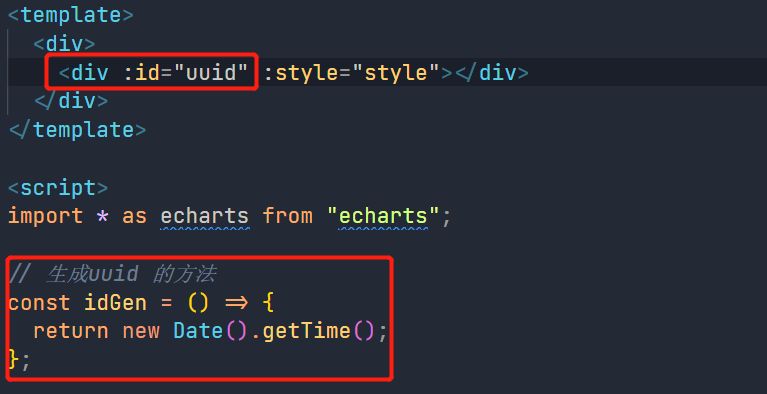 <template>
  <div>
    <div :id="uuid" :style="style"></div>
  </div>
</template>

<script>
import * as echarts from "echarts";

// 生成uuid 的方法
const idGen = () => {
  return new Date().getTime();
};